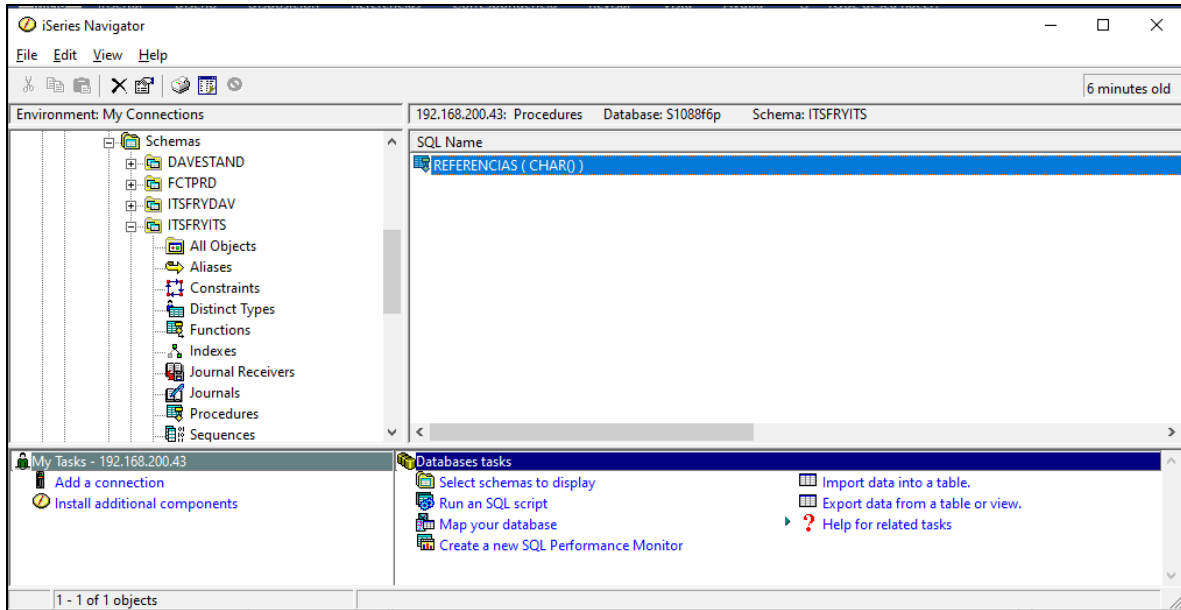 iSeries Navigator
File Edit View Help
6 minutes old
Environment: My Connections
192.168.200.43: Procedures Database: S1088f6p Schema: ITSFRYITS
Schemas
DAVESTAND
FCTPRD
ITSFRYDAV
ITSFRYITS
All Objects
Aliases
Constraints
Distinct Types
Functions
Indexes
Journal Receivers
Journals
Procedures
Sequences
SQL Name
REFERENCIAS ( CHAR() )
My Tasks - 192.168.200.43
Add a connection
Install additional components
Databases tasks
Select schemas to display
Run an SQL script
Map your database
Create a new SQL Performance Monitor
Import data into a table.
Export data from a table or view.
Help for related tasks
1 - 1 of 1 objects